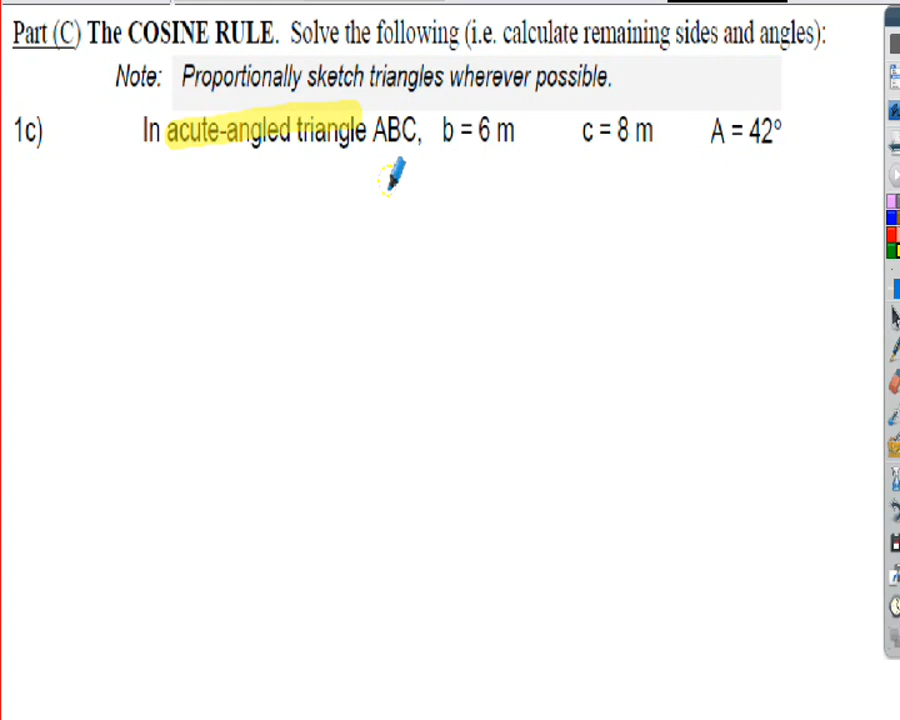 Part (C) The COSINE RULE. Solve the following (i.e. calculate remaining sides and angles):
Note: Proportionally sketch triangles wherever possible.
1c) In acute-angled triangle ABC, b = 6 m c = 8 m A = 42°